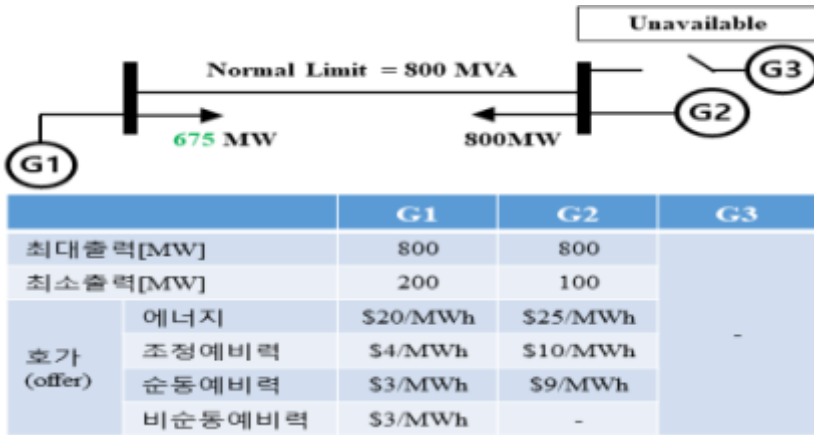 Unavailable
Normal Limit = 800 MVA
G3
G2
675 MW
800MW
G1
G1 G2 G3
최대출력[MW] 800 800
최소출력[MW] 200 100 -
호가 (offer)
에너지 $20/MWh $25/MWh
조정예비력 $4/MWh $10/MWh
순동예비력 $3/MWh $9/MWh
비순동예비력 $3/MWh -